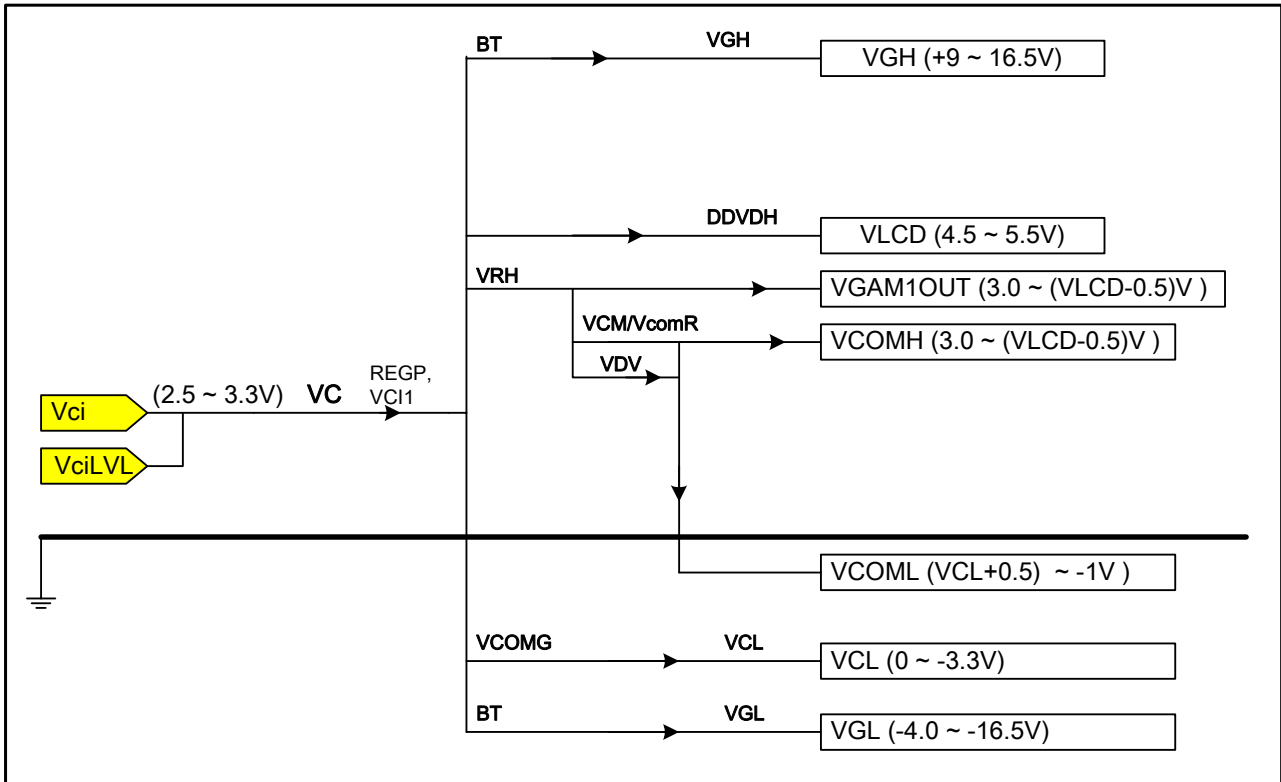 BT VGH VGH (+9 ~ 16.5V)
DDVDH VLCD (4.5 ~ 5.5V)
VRH VGAM1OUT (3.0 ~ (VLCD-0.5)V )
VCM/VcomR VCOMH (3.0 ~ (VLCD-0.5)V )
VDV
Vci (2.5 ~ 3.3V) VC REGP,
VCI1
VciLVL
VCOML (VCL+0.5) ~ -1V )
VCOMG VCL VCL (0 ~ -3.3V)
BT VGL VGL (-4.0 ~ -16.5V)